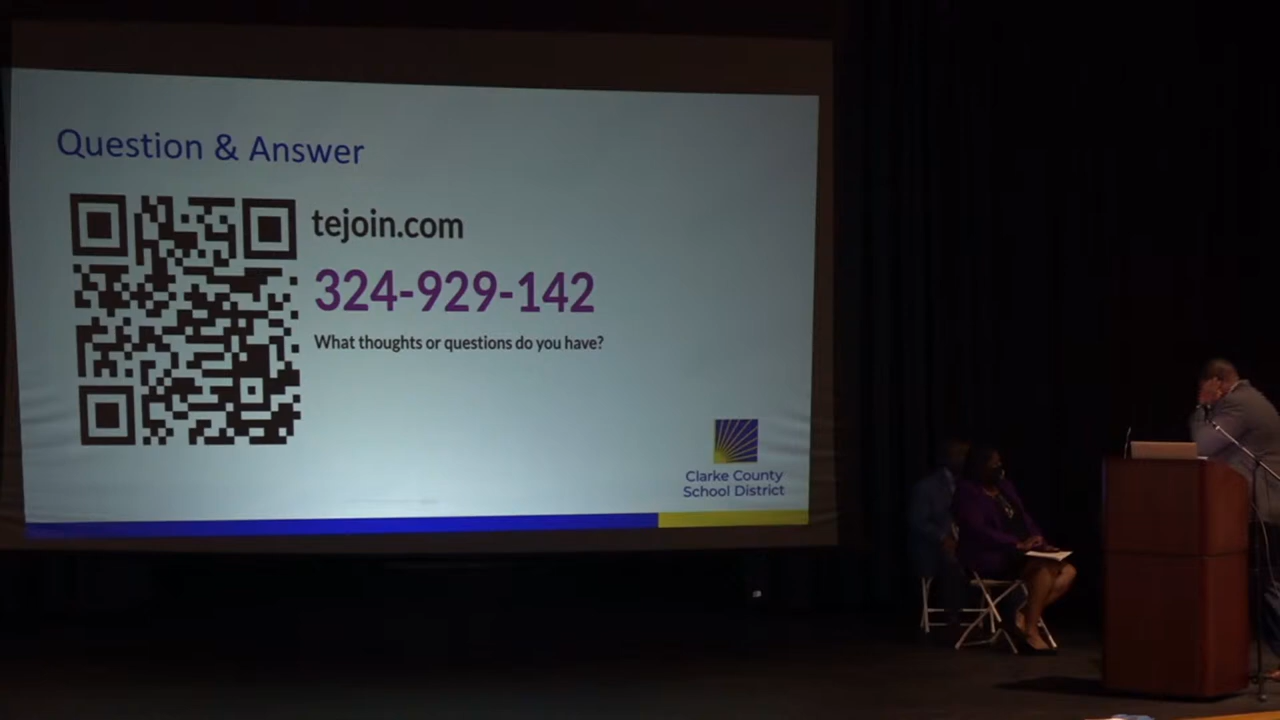 Question & Answer
tejoin.com
324-929-142
What thoughts or questions do you have?
Clarke County
School District